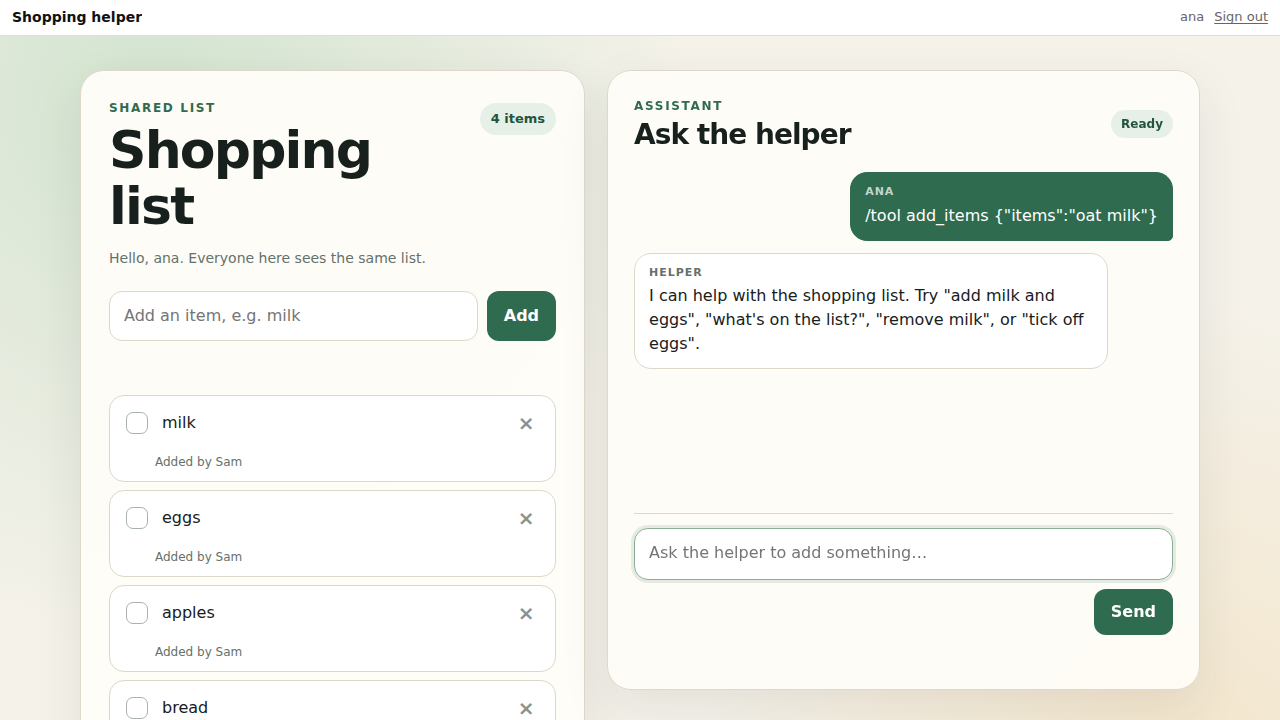 Shopping helper
ana Sign out
SHARED LIST
4 items
Shopping
list
Hello, ana. Everyone here sees the same list.
Add an item, e.g. milk
Add
milk
Added by Sam
eggs
Added by Sam
apples
Added by Sam
bread
ASSISTANT
Ask the helper
Ready
ANA
/tool add_items {"items":"oat milk"}
HELPER
I can help with the shopping list. Try "add milk and
eggs", "what's on the list?", "remove milk", or "tick off
eggs".
Ask the helper to add something…
Send